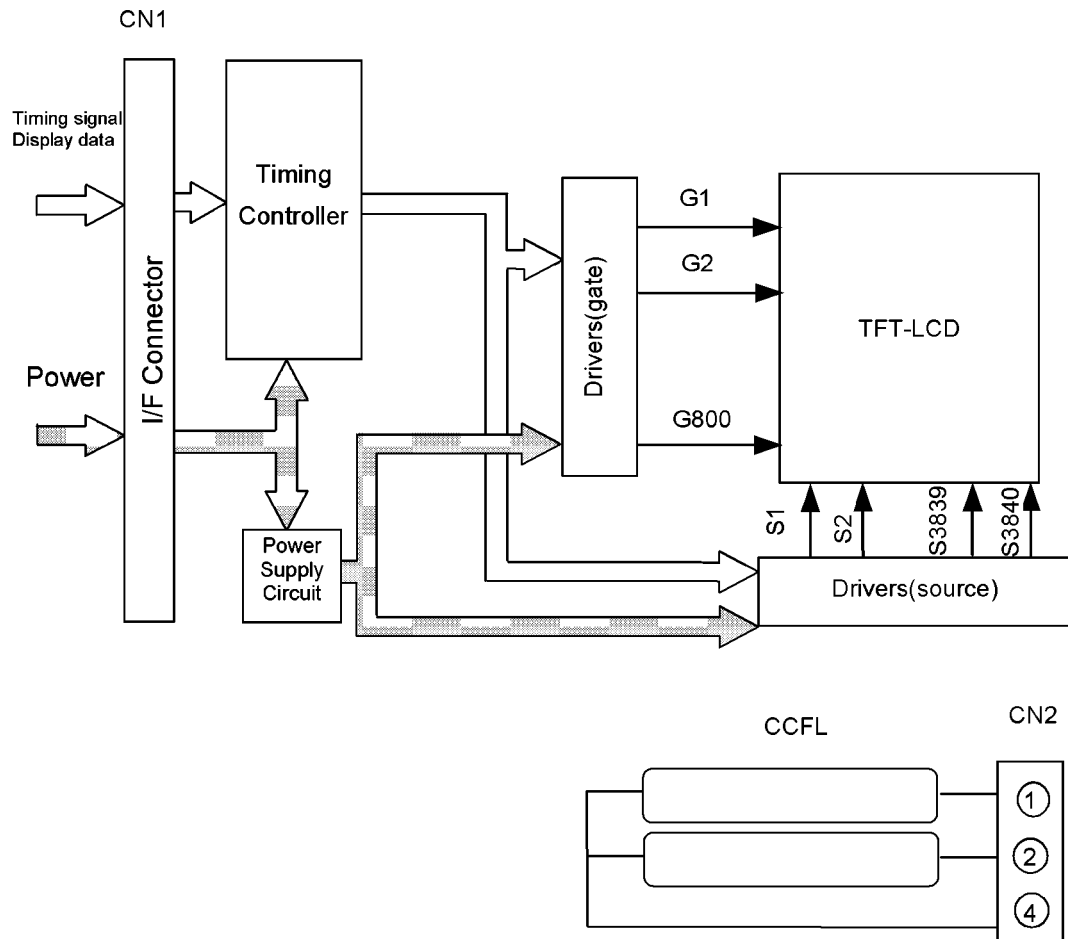 CN1
Timing signal
Display data
Power
I/F Connector
Timing
Controller
Power
Supply
Circuit
Drivers(gate)
G1
G2
G800
TFT-LCD
S1
S2
S3839
S3840
Drivers(source)
CCFL
CN2
1
2
4